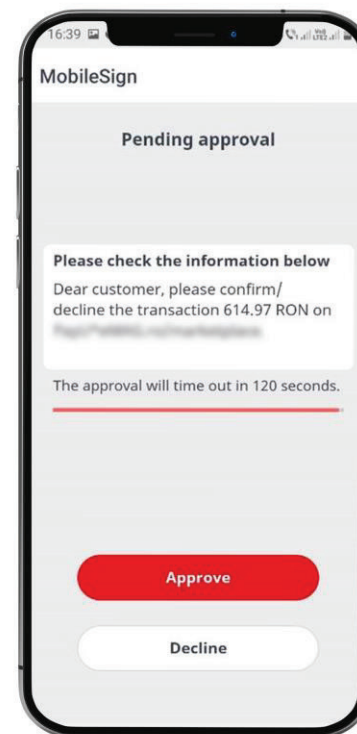 16:39
MobileSign
Pending approval
Please check the information below
Dear customer, please confirm/
decline the transaction 614.97 RON on
The approval will time out in 120 seconds.
Approve
Decline